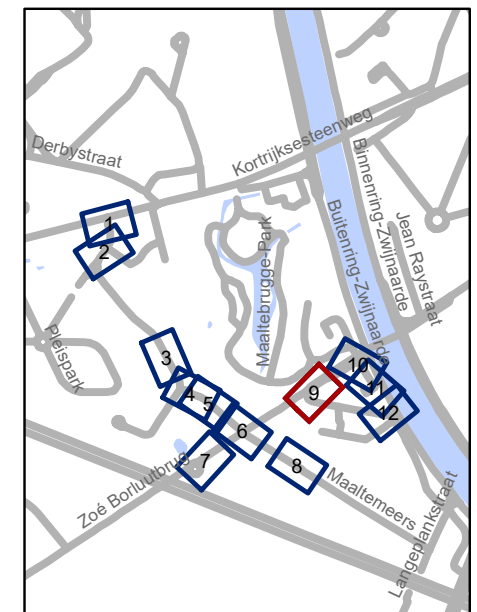 Derbystraat
Kortrijksesteenweg
Binnenring-Zwijnaarde
Jean Raystraat
Buitenring-Zwijnaarde
Maaltebrugge-Park
1
2
Pleispark
3
4
5
6
7
8
9
10
11
12
Zoé Borluutbrug
Maaltemeers
Langeplankstraat